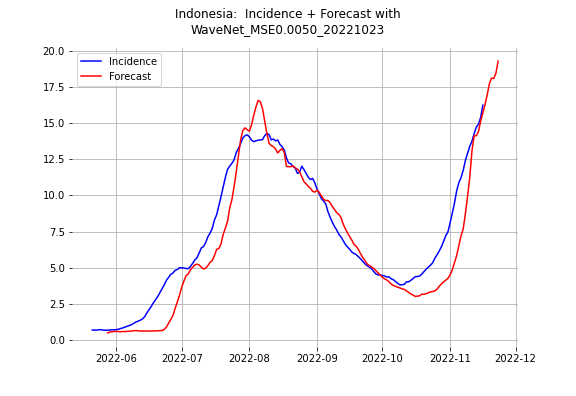 Indonesia:  Incidence + Forecast with
WaveNet_MSE0.0050_20221023
Incidence
Forecast
20.0
17.5
15.0
12.5
10.0
7.5
5.0
2.5
0.0
2022-06 2022-07 2022-08 2022-09 2022-10 2022-11 2022-12